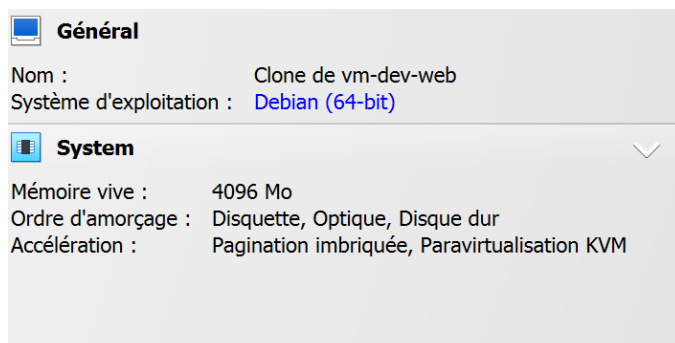 Général
Nom : Clone de vm-dev-web
Système d'exploitation : Debian (64-bit)
System
Mémoire vive : 4096 Mo
Ordre d'amorçage : Disquette, Optique, Disque dur
Accélération : Pagination imbriquée, Paravirtualisation KVM